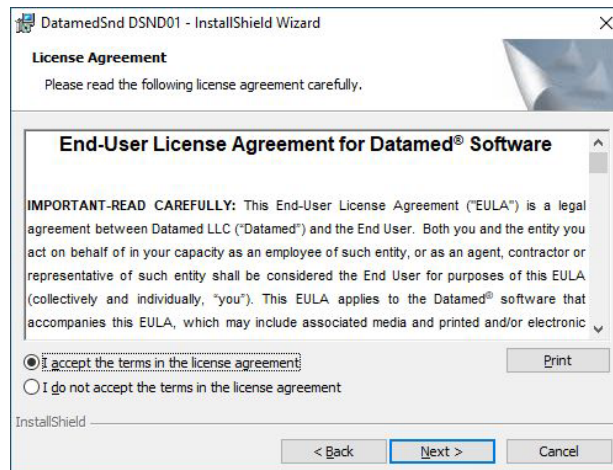 DatamedSnd DSND01 - InstallShield Wizard
License Agreement
Please read the following license agreement carefully.
End-User License Agreement for Datamed® Software
IMPORTANT-READ CAREFULLY: This End-User License Agreement ("EULA") is a legal
agreement between Datamed LLC (“Datamed”) and the End User. Both you and the entity you
act on behalf of in your capacity as an employee of such entity, or as an agent, contractor or
representative of such entity shall be considered the End User for purposes of this EULA
(collectively and individually, “you”). This EULA applies to the Datamed® software that
accompanies this EULA, which may include associated media and printed and/or electronic
I accept the terms in the license agreement
Print
I do not accept the terms in the license agreement
InstallShield
< Back
Next >
Cancel